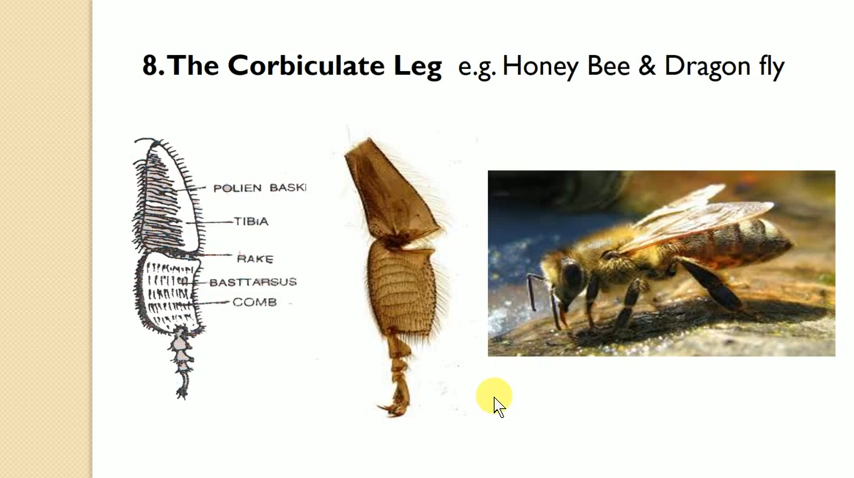 8. The Corbiculate Leg e.g. Honey Bee & Dragon fly
POLIEN BASKI
TIBIA
RAKE
BASTTARSUS
COMB